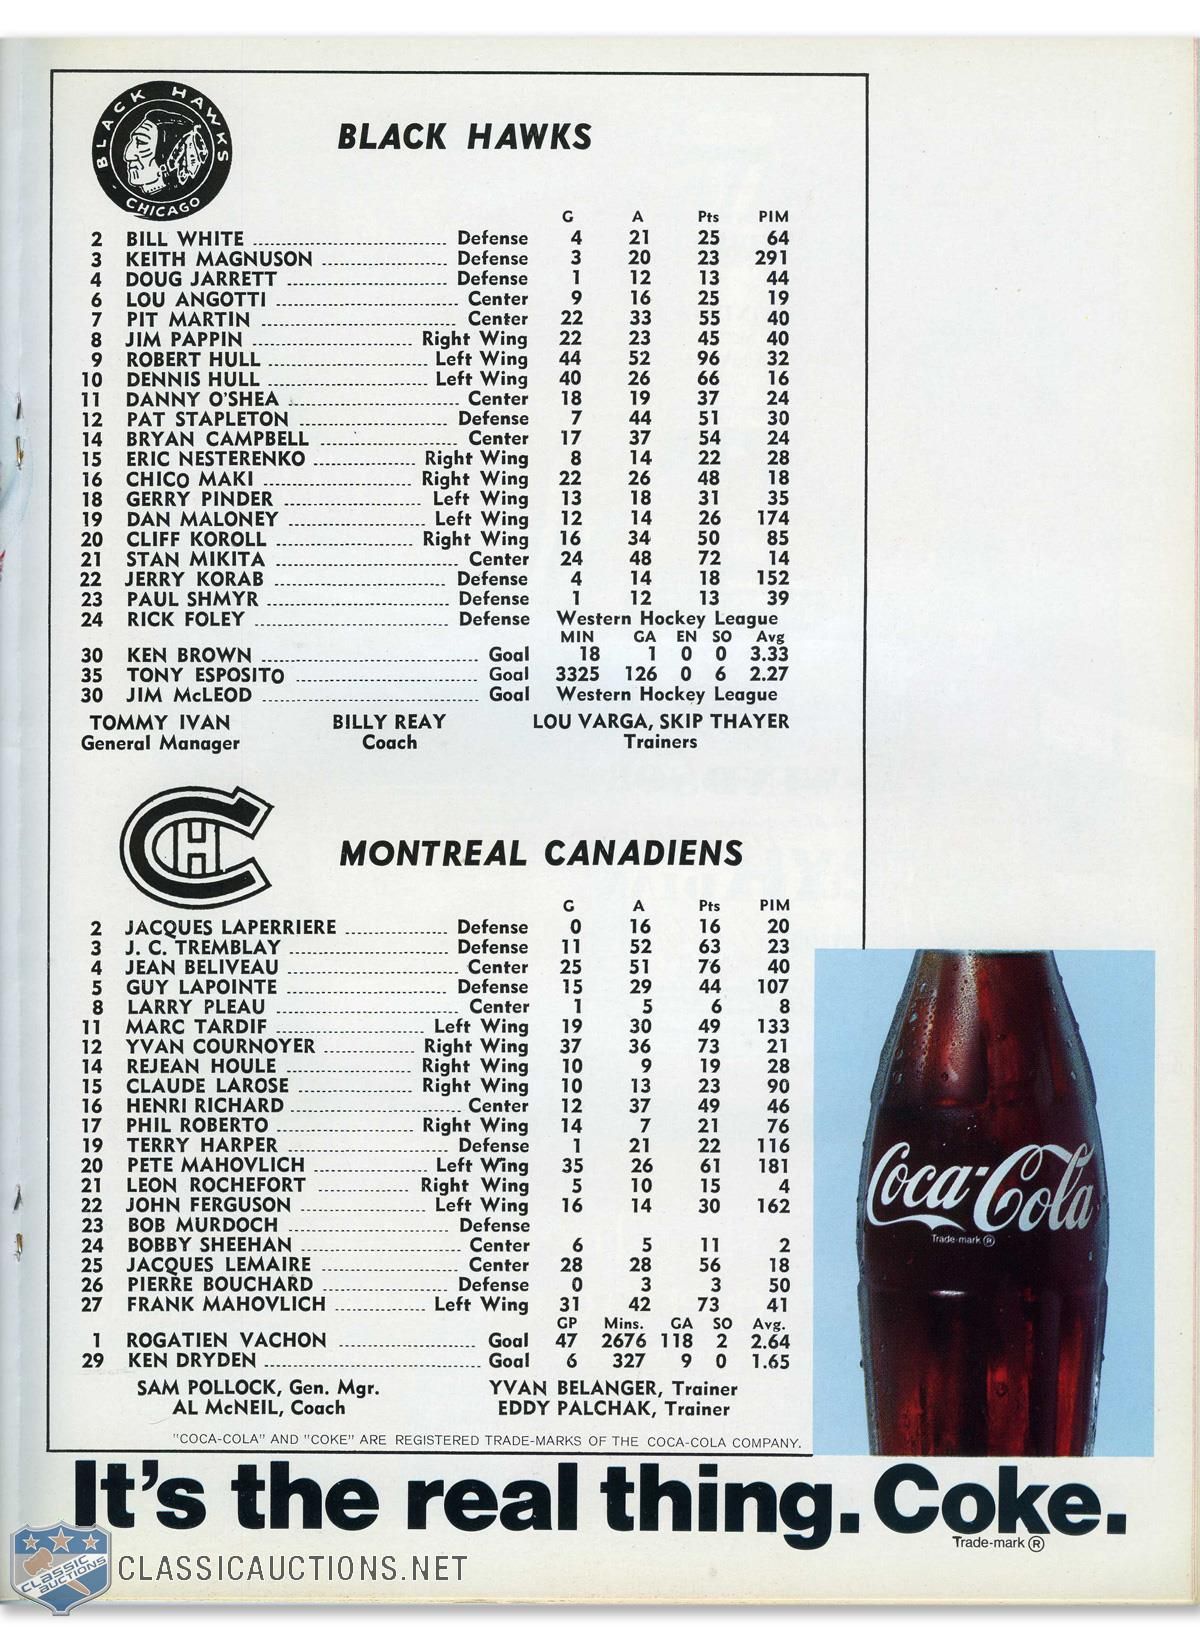 BLACK HAWKS
CHICAGO
BLACK HAWKS
G A Pts PIM
2 BILL WHITE Defense 4 21 25 64
3 KEITH MAGNUSON Defense 3 20 23 291
4 DOUG JARRETT Defense 1 12 13 44
6 LOU ANGOTTI Center 9 16 25 19
7 PIT MARTIN Center 22 33 55 40
8 JIM PAPPIN Right Wing 22 23 45 40
9 ROBERT HULL Left Wing 44 52 96 32
10 DENNIS HULL Left Wing 40 26 66 16
11 DANNY O'SHEA Center 18 19 37 24
12 PAT STAPLETON Defense 7 44 51 30
14 BRYAN CAMPBELL Center 17 37 54 24
15 ERIC NESTERENKO Right Wing 8 14 22 28
16 CHICO MAKI Right Wing 22 26 48 18
18 GERRY PINDER Left Wing 13 18 31 35
19 DAN MALONEY Left Wing 12 14 26 174
20 CLIFF KOROLL Right Wing 16 34 50 85
21 STAN MIKITA Center 24 48 72 14
22 JERRY KORAB Defense 4 14 18 152
23 PAUL SHMYR Defense 1 12 13 39
24 RICK FOLEY Defense Western Hockey League
MIN GA EN SO Avg
30 KEN BROWN Goal 18 1 0 0 3.33
35 TONY ESPOSITO Goal 3325 126 0 6 2.27
30 JIM McLEOD Goal Western Hockey League
TOMMY IVAN BILLY REAY LOU VARGA, SKIP THAYER
General Manager Coach Trainers
CH
MONTREAL CANADIENS
G A Pts PIM
2 JACQUES LAPERRIERE Defense 0 16 16 20
3 J. C. TREMBLAY Defense 11 52 63 23
4 JEAN BELIVEAU Center 25 51 76 40
5 GUY LAPOINTE Defense 15 29 44 107
8 LARRY PLEAU Center 1 5 6 8
11 MARC TARDIF Left Wing 19 30 49 133
12 YVAN COURNOYER Right Wing 37 36 73 21
14 REJEAN HOULE Right Wing 10 9 19 28
15 CLAUDE LAROSE Right Wing 10 13 23 90
16 HENRI RICHARD Center 12 37 49 46
17 PHIL ROBERTO Right Wing 14 7 21 76
19 TERRY HARPER Defense 1 21 22 116
20 PETE MAHOVLICH Left Wing 35 26 61 181
21 LEON ROCHEFORT Right Wing 5 10 15 4
22 JOHN FERGUSON Left Wing 16 14 30 162
23 BOB MURDOCH Defense
24 BOBBY SHEEHAN Center 6 5 11 2
25 JACQUES LEMAIRE Center 28 28 56 18
26 PIERRE BOUCHARD Defense 0 3 3 50
27 FRANK MAHOVLICH Left Wing 31 42 73 41
GP Mins. GA SO Avg.
1 ROGATIEN VACHON Goal 47 2676 118 2 2.64
29 KEN DRYDEN Goal 6 327 9 0 1.65
SAM POLLOCK, Gen. Mgr. YVAN BELANGER, Trainer
AL McNEIL, Coach EDDY PALCHAK, Trainer
"COCA-COLA" AND "COKE" ARE REGISTERED TRADE-MARKS OF THE COCA-COLA COMPANY.
Coca-Cola
Trade-mark ®
It's the real thing. Coke.
Trade-mark ®
CLASSIC AUCTIONS
CLASSICAUCTIONS.NET